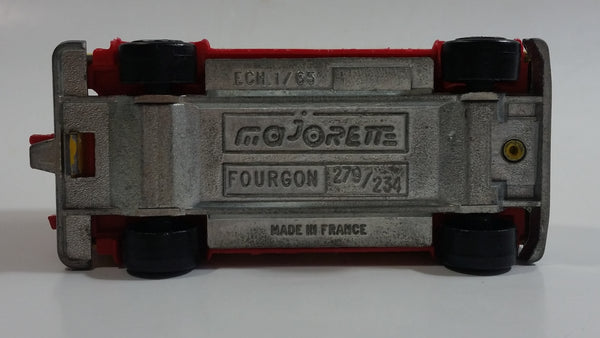 ECH. 1/65
majorette
FOURGON 279/234
MADE IN FRANCE